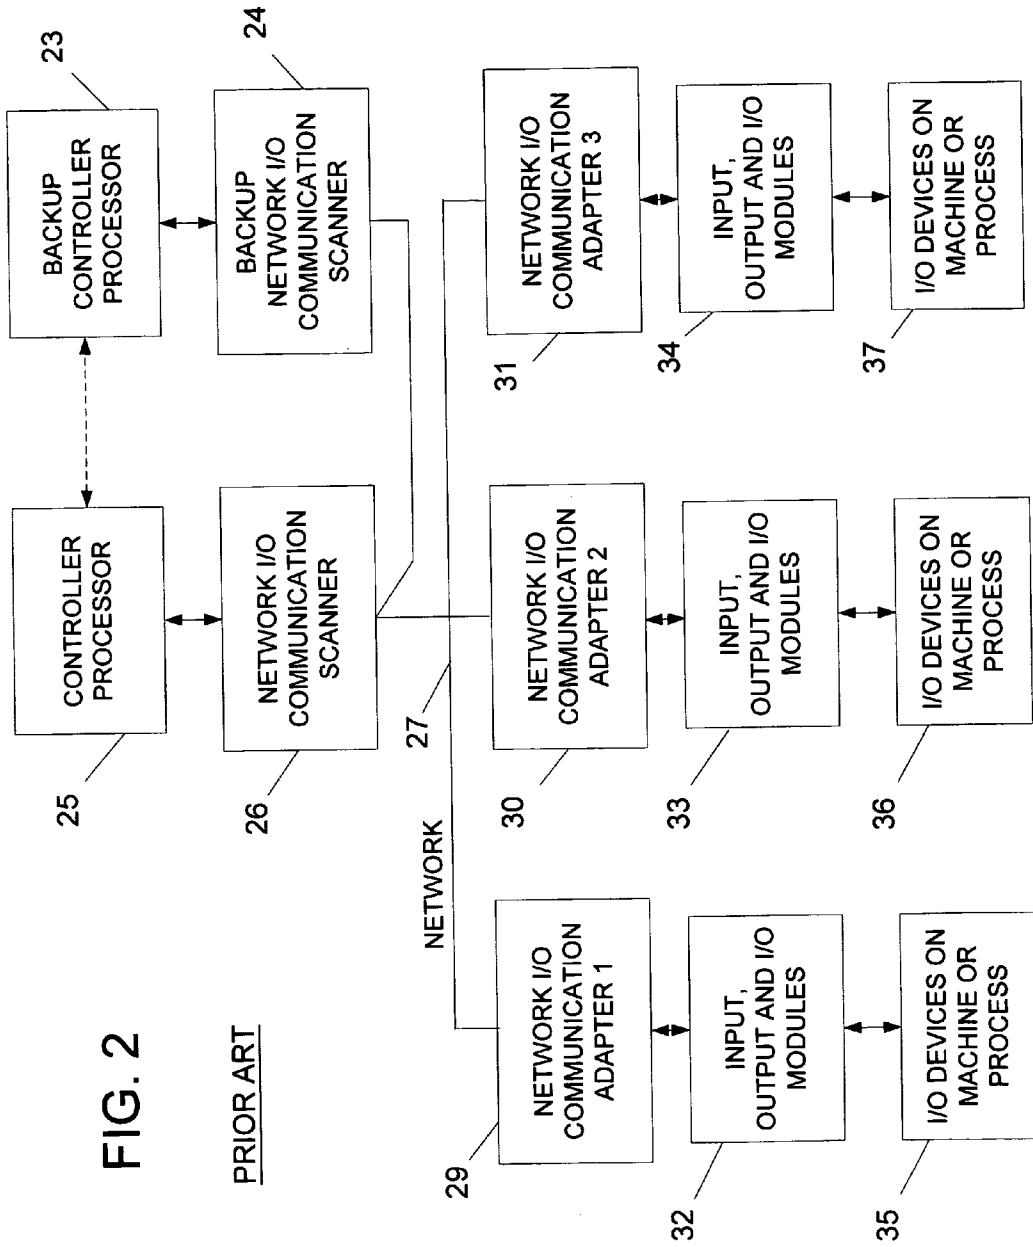 FIG. 2
PRIOR ART
25
CONTROLLER
PROCESSOR
23
BACKUP
CONTROLLER
PROCESSOR
26
NETWORK I/O
COMMUNICATION
SCANNER
24
BACKUP
NETWORK I/O
COMMUNICATION
SCANNER
NETWORK
27
29
NETWORK I/O
COMMUNICATION
ADAPTER 1
30
NETWORK I/O
COMMUNICATION
ADAPTER 2
31
NETWORK I/O
COMMUNICATION
ADAPTER 3
32
INPUT,
OUTPUT AND I/O
MODULES
33
INPUT,
OUTPUT AND I/O
MODULES
34
INPUT,
OUTPUT AND I/O
MODULES
35
I/O DEVICES ON
MACHINE OR
PROCESS
36
I/O DEVICES ON
MACHINE OR
PROCESS
37
I/O DEVICES ON
MACHINE OR
PROCESS